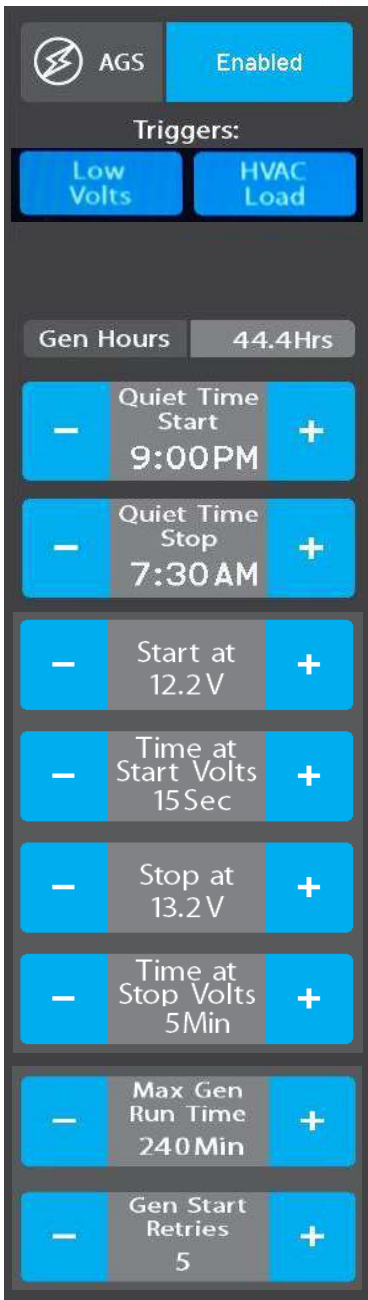 AGS Enabled
Triggers:
Low Volts
HVAC Load
Gen Hours 44.4Hrs
Quiet Time
Start
− 9:00PM +
Quiet Time
Stop
− 7:30AM +
Start at
− 12.2V +
Time at
Start Volts
− 15Sec +
Stop at
− 13.2V +
Time at
Stop Volts
− 5Min +
Max Gen
Run Time
− 240Min +
Gen Start
Retries
− 5 +